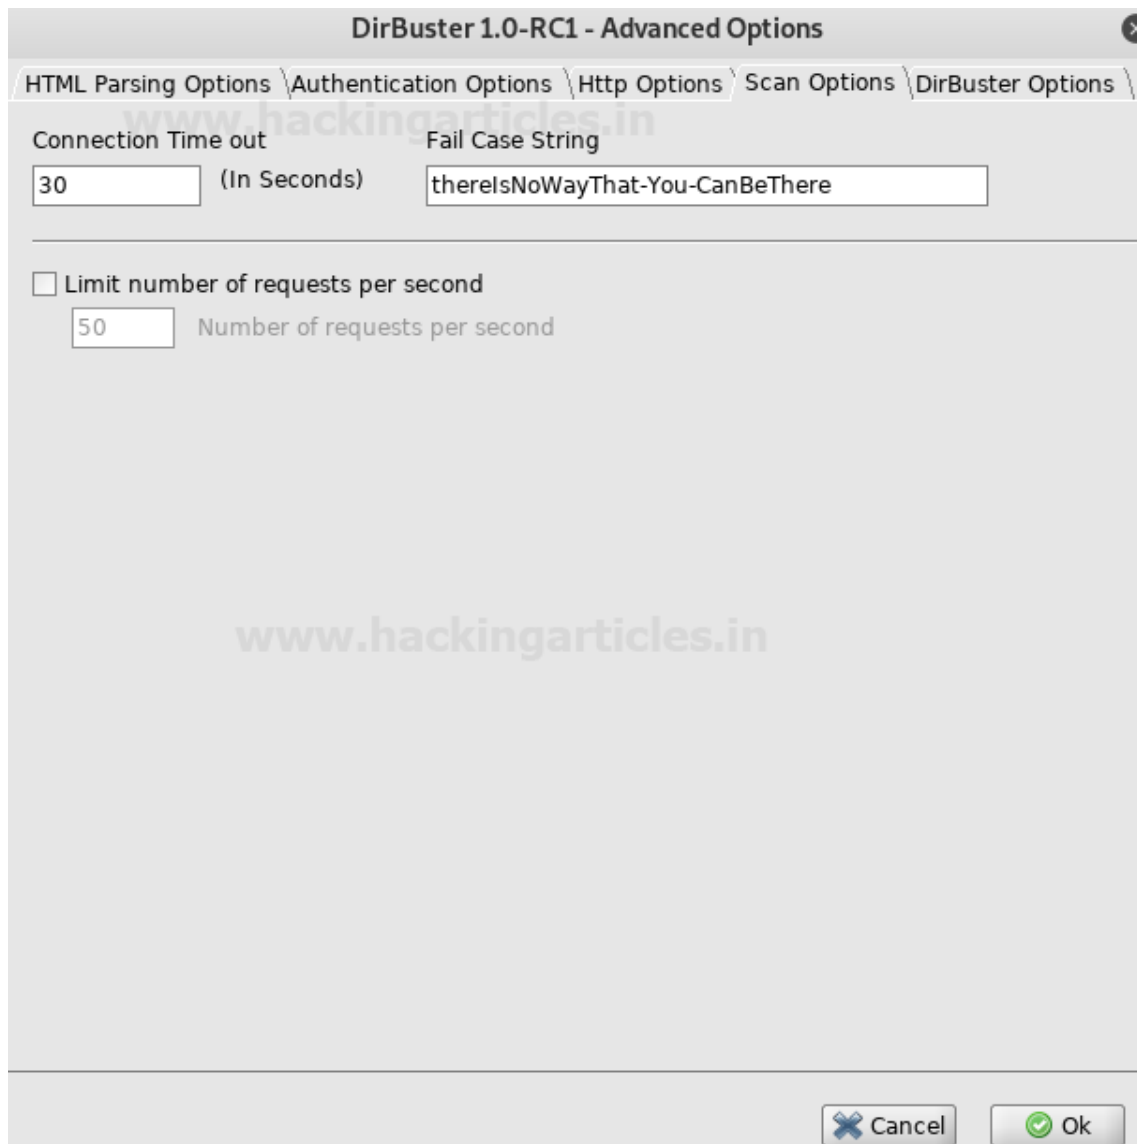 DirBuster 1.0-RC1 - Advanced Options
HTML Parsing Options Authentication Options Http Options Scan Options DirBuster Options
www.hackingarticles.in
Connection Time out Fail Case String
30 (In Seconds) thereIsNoWayThat-You-CanBeThere
Limit number of requests per second
50 Number of requests per second
www.hackingarticles.in
Cancel Ok